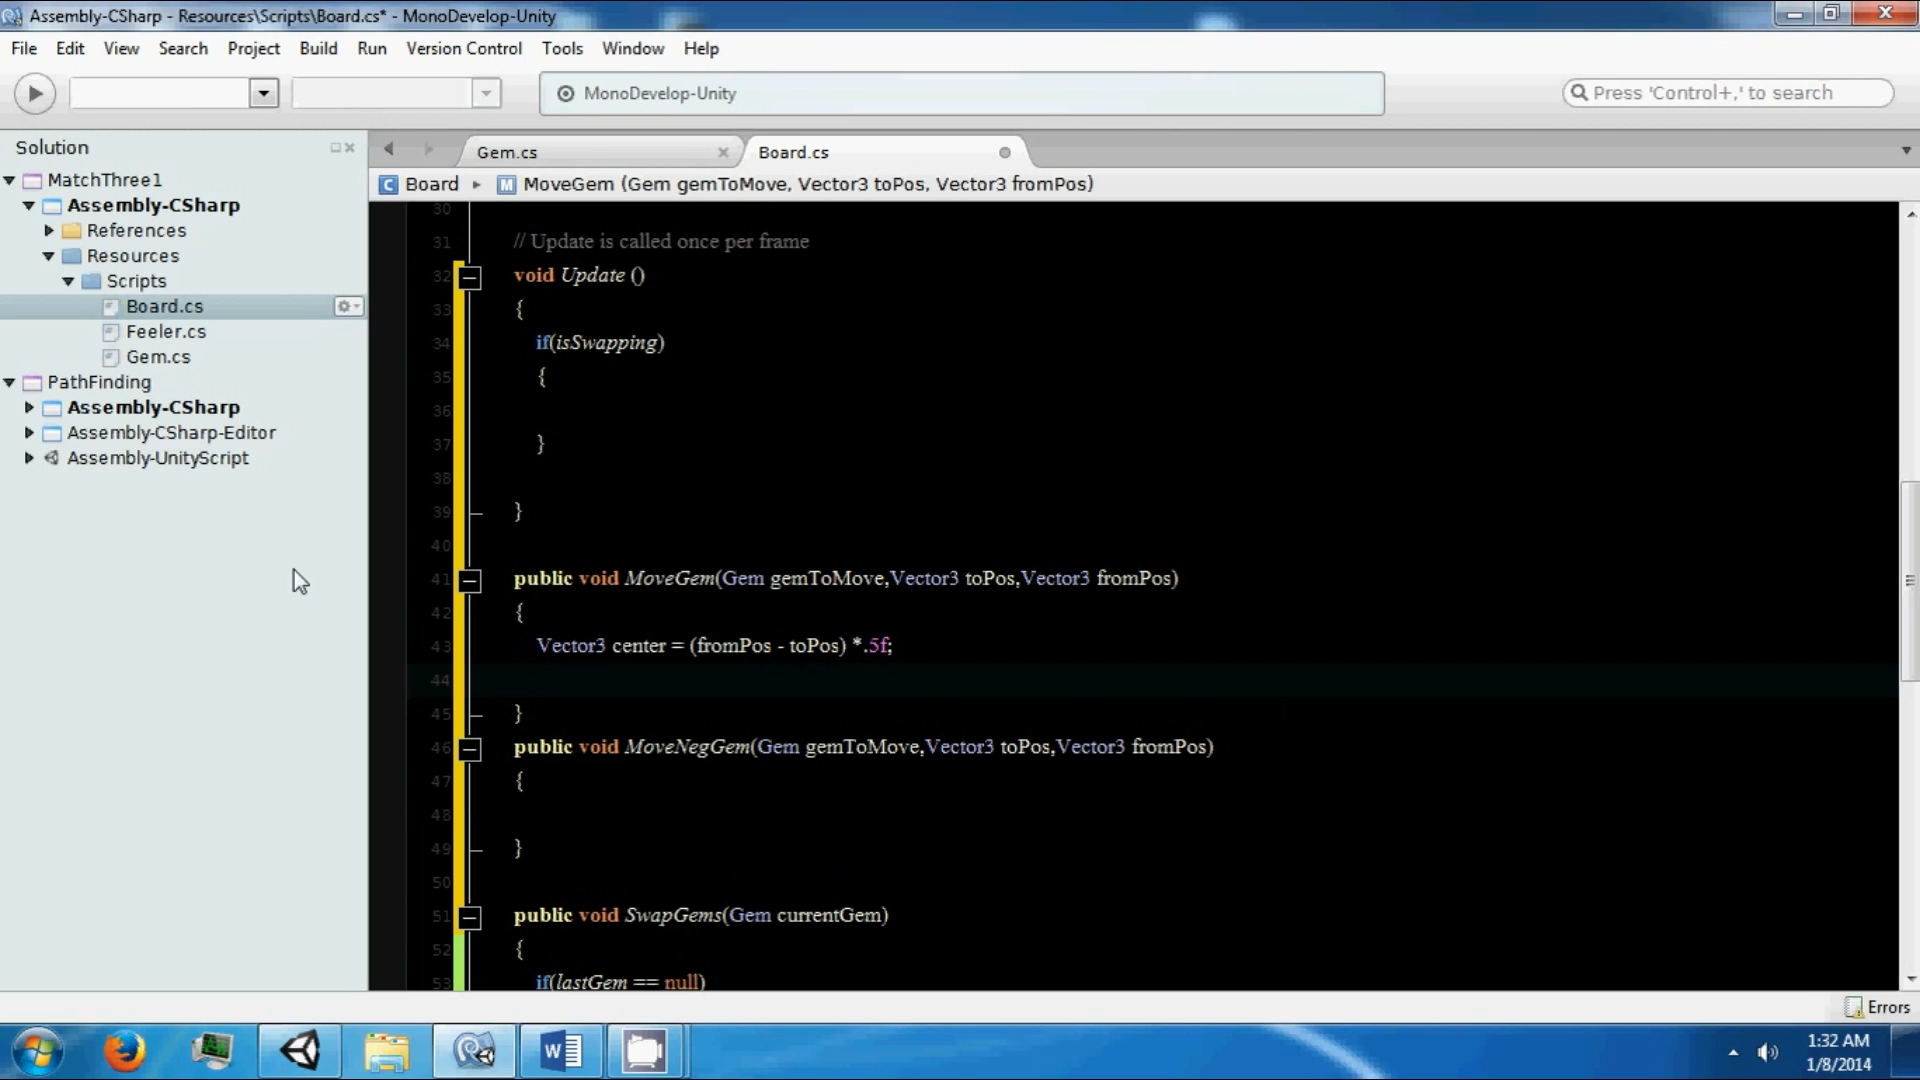 Assembly-CSharp - Resources\Scripts\Board.cs* - MonoDevelop-Unity
File Edit View Search Project Build Run Version Control Tools Window Help
MonoDevelop-Unity
Press 'Control+,' to search
Solution
MatchThree1
Assembly-CSharp
References
Resources
Scripts
Board.cs
Feeler.cs
Gem.cs
PathFinding
Assembly-CSharp
Assembly-CSharp-Editor
Assembly-UnityScript
Gem.cs Board.cs
Board MoveGem (Gem gemToMove, Vector3 toPos, Vector3 fromPos)
30
31 // Update is called once per frame
32 void Update ()
33 {
34 if(isSwapping)
35 {
36
37 }
38
39 }
40
41 public void MoveGem(Gem gemToMove,Vector3 toPos,Vector3 fromPos)
42 {
43 Vector3 center = (fromPos - toPos) *.5f;
44
45 }
46 public void MoveNegGem(Gem gemToMove,Vector3 toPos,Vector3 fromPos)
47 {
48
49 }
50
51 public void SwapGems(Gem currentGem)
52 {
53 if(lastGem == null)
Errors
1:32 AM
1/8/2014